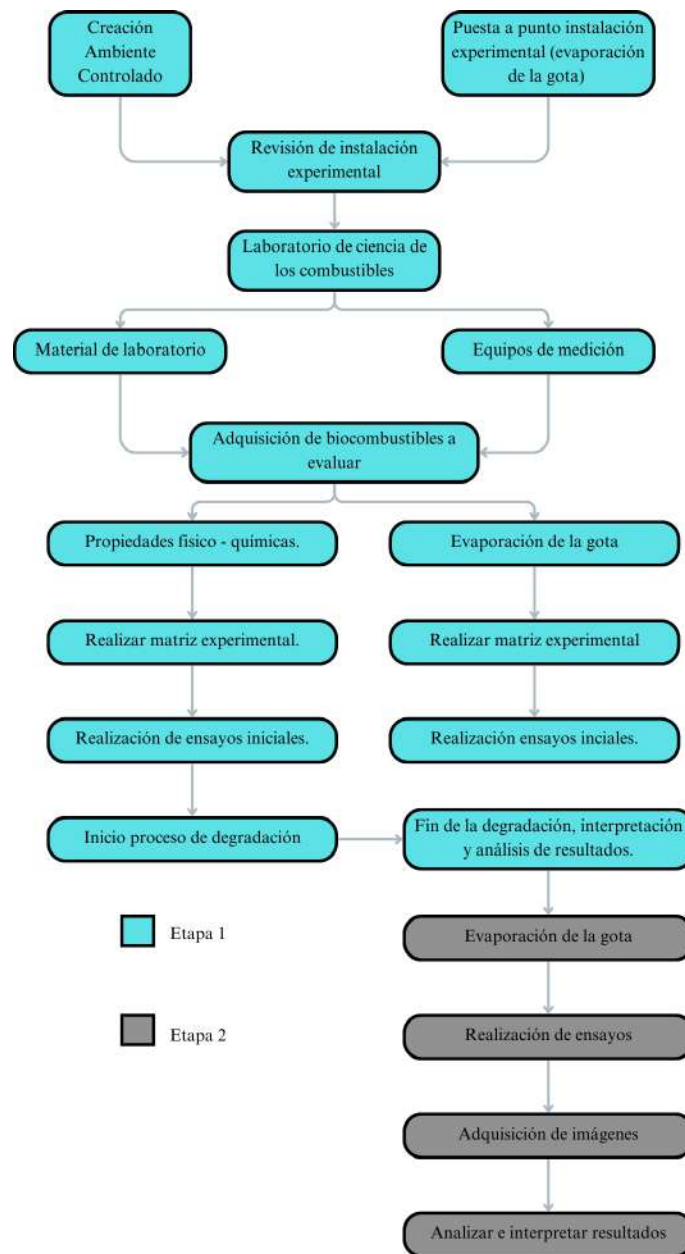 Creación
Ambiente
Controlado
Puesta a punto instalación
experimental (evaporación
de la gota)
Revisión de instalación
experimental
Laboratorio de ciencia de
los combustibles
Material de laboratorio
Equipos de medición
Adquisición de biocombustibles a
evaluar
Propiedades físico - químicas.
Evaporación de la gota
Realizar matriz experimental.
Realizar matriz experimental
Realización de ensayos iniciales.
Realización ensayos inciales.
Inicio proceso de degradación
Fin de la degradación, interpretación
y análisis de resultados.
Etapa 1
Evaporación de la gota
Etapa 2
Realización de ensayos
Adquisición de imágenes
Analizar e interpretar resultados